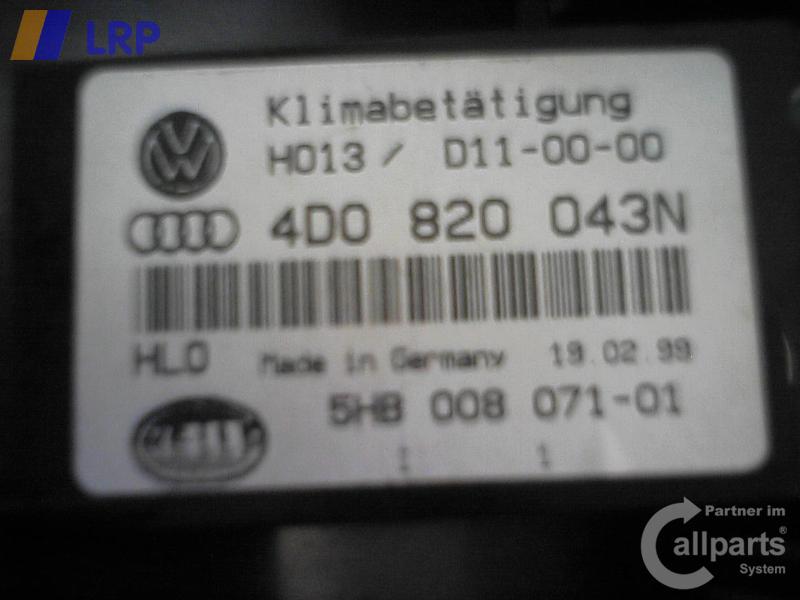 LRP
Klimabetätigung
H013 / D11-00-00
4D0 820 043N
HLO Made in Germany 19.02.99
5HB 008 071-01
HELLA
Partner im
Callparts®
System